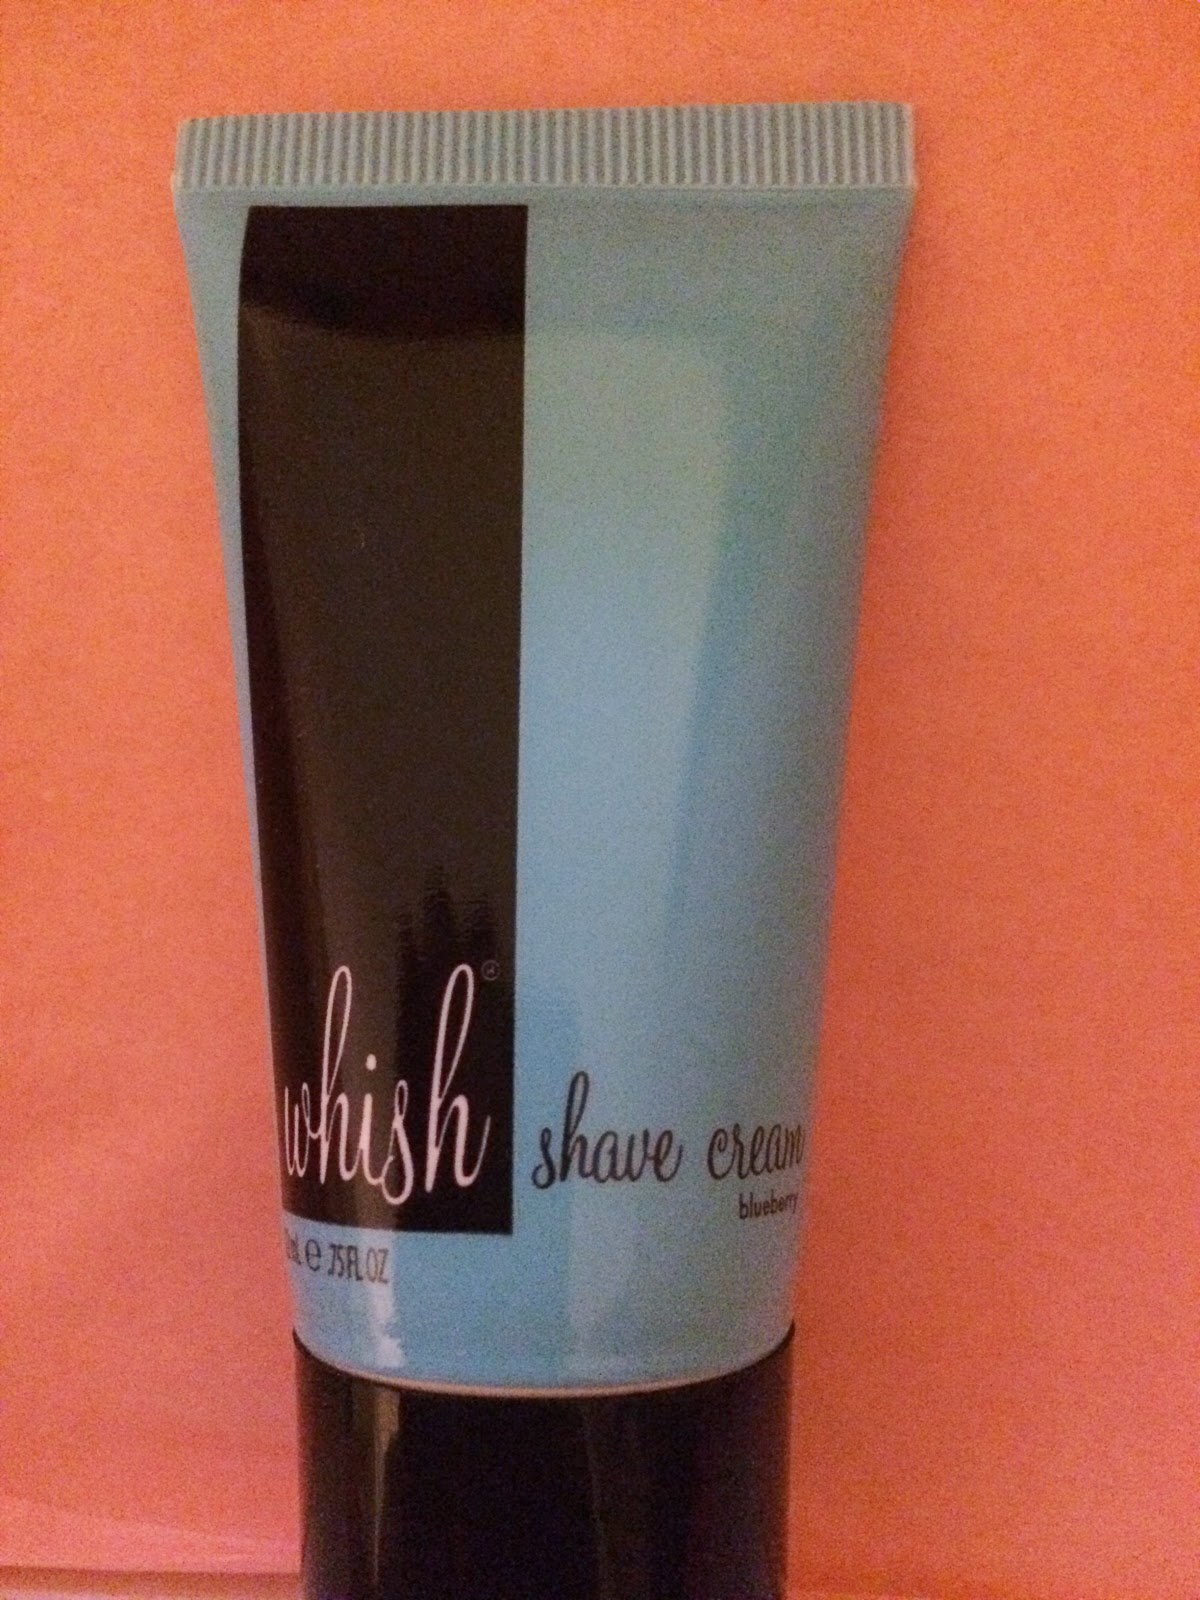 whish®
shave cream
blueberry
℮ .75FL OZ